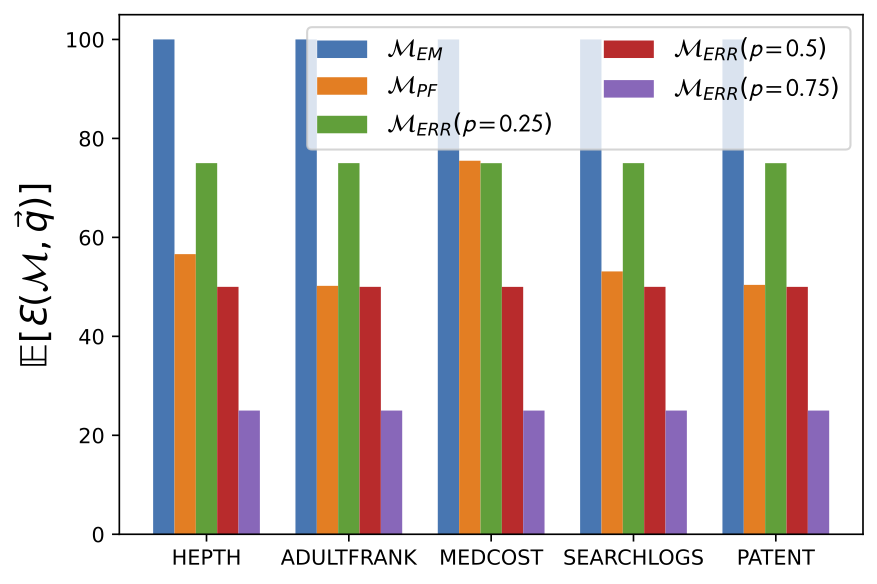 𝔼[ℰ(ℳ, q⃗)]
100
80
60
40
20
0
ℳ_EM
ℳ_PF
ℳ_ERR(p=0.25)
ℳ_ERR(p=0.5)
ℳ_ERR(p=0.75)
HEPTH ADULTFRANK MEDCOST SEARCHLOGS PATENT